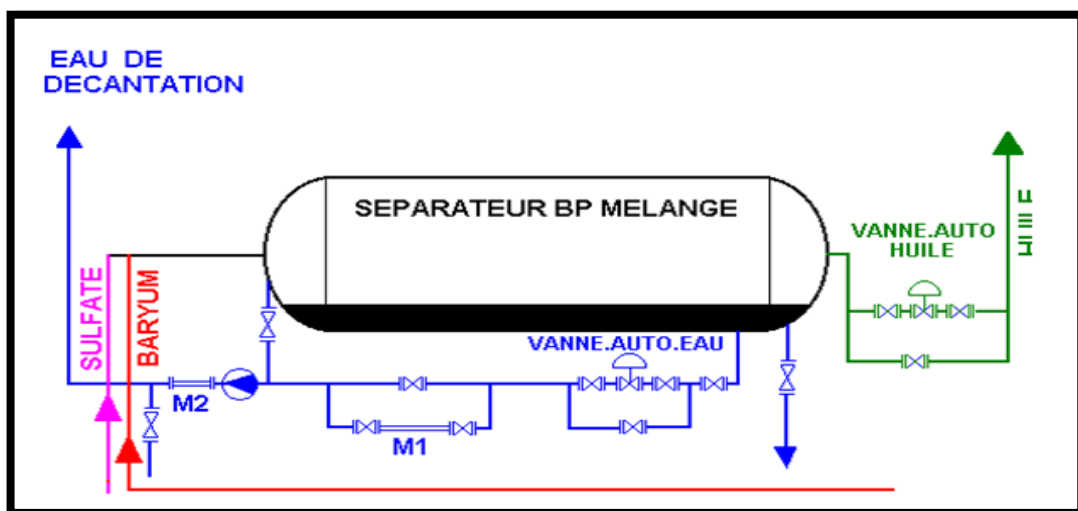 EAU DE
DECANTATION
SEPARATEUR BP MELANGE
VANNE.AUTO
HUILE
SULFATE
BARYUM
VANNE.AUTO.EAU
M2
M1